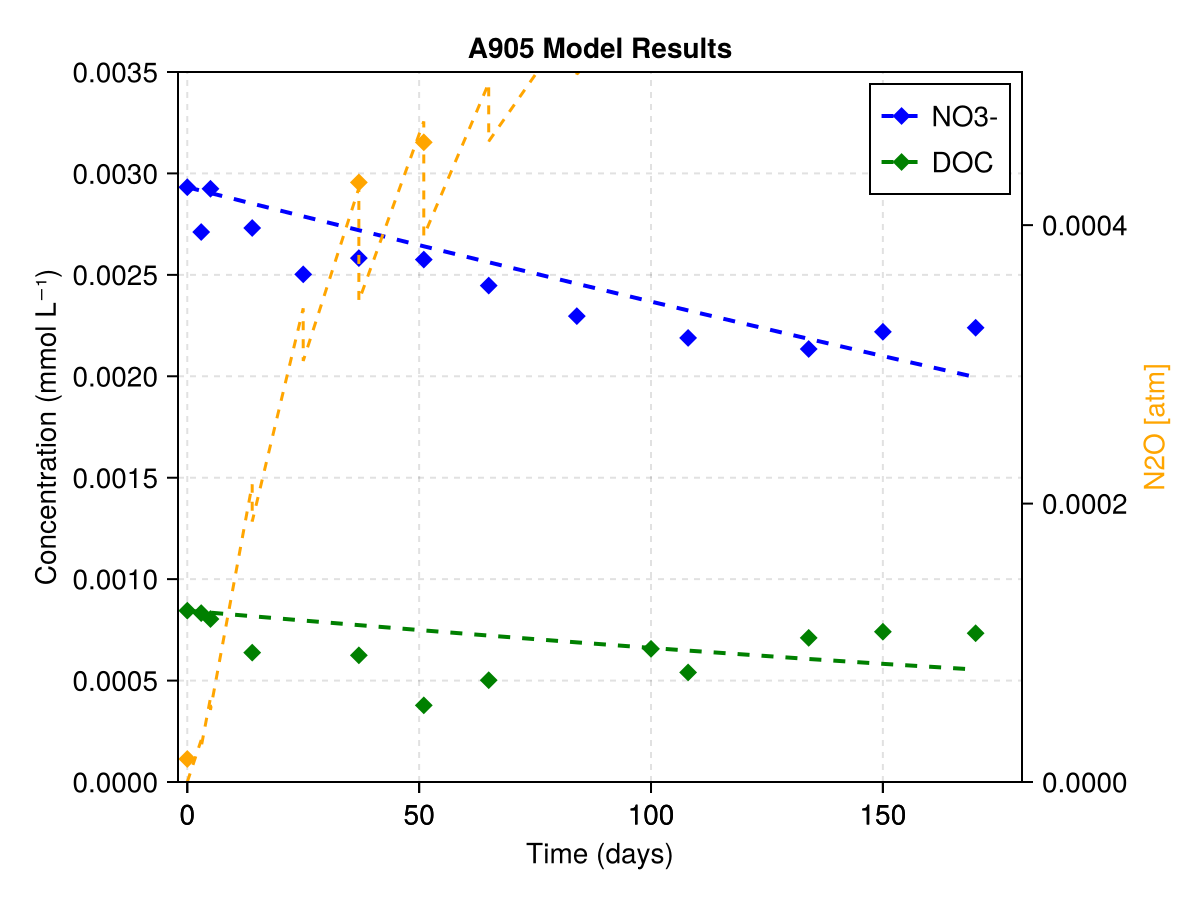 A905 Model Results
0.0035
0.0030
0.0025
0.0020
0.0015
0.0010
0.0005
0.0000
Concentration (mmol L⁻¹)
NO3-
DOC
0.0004
0.0002
0.0000
N2O [atm]
0
50
100
150
Time (days)